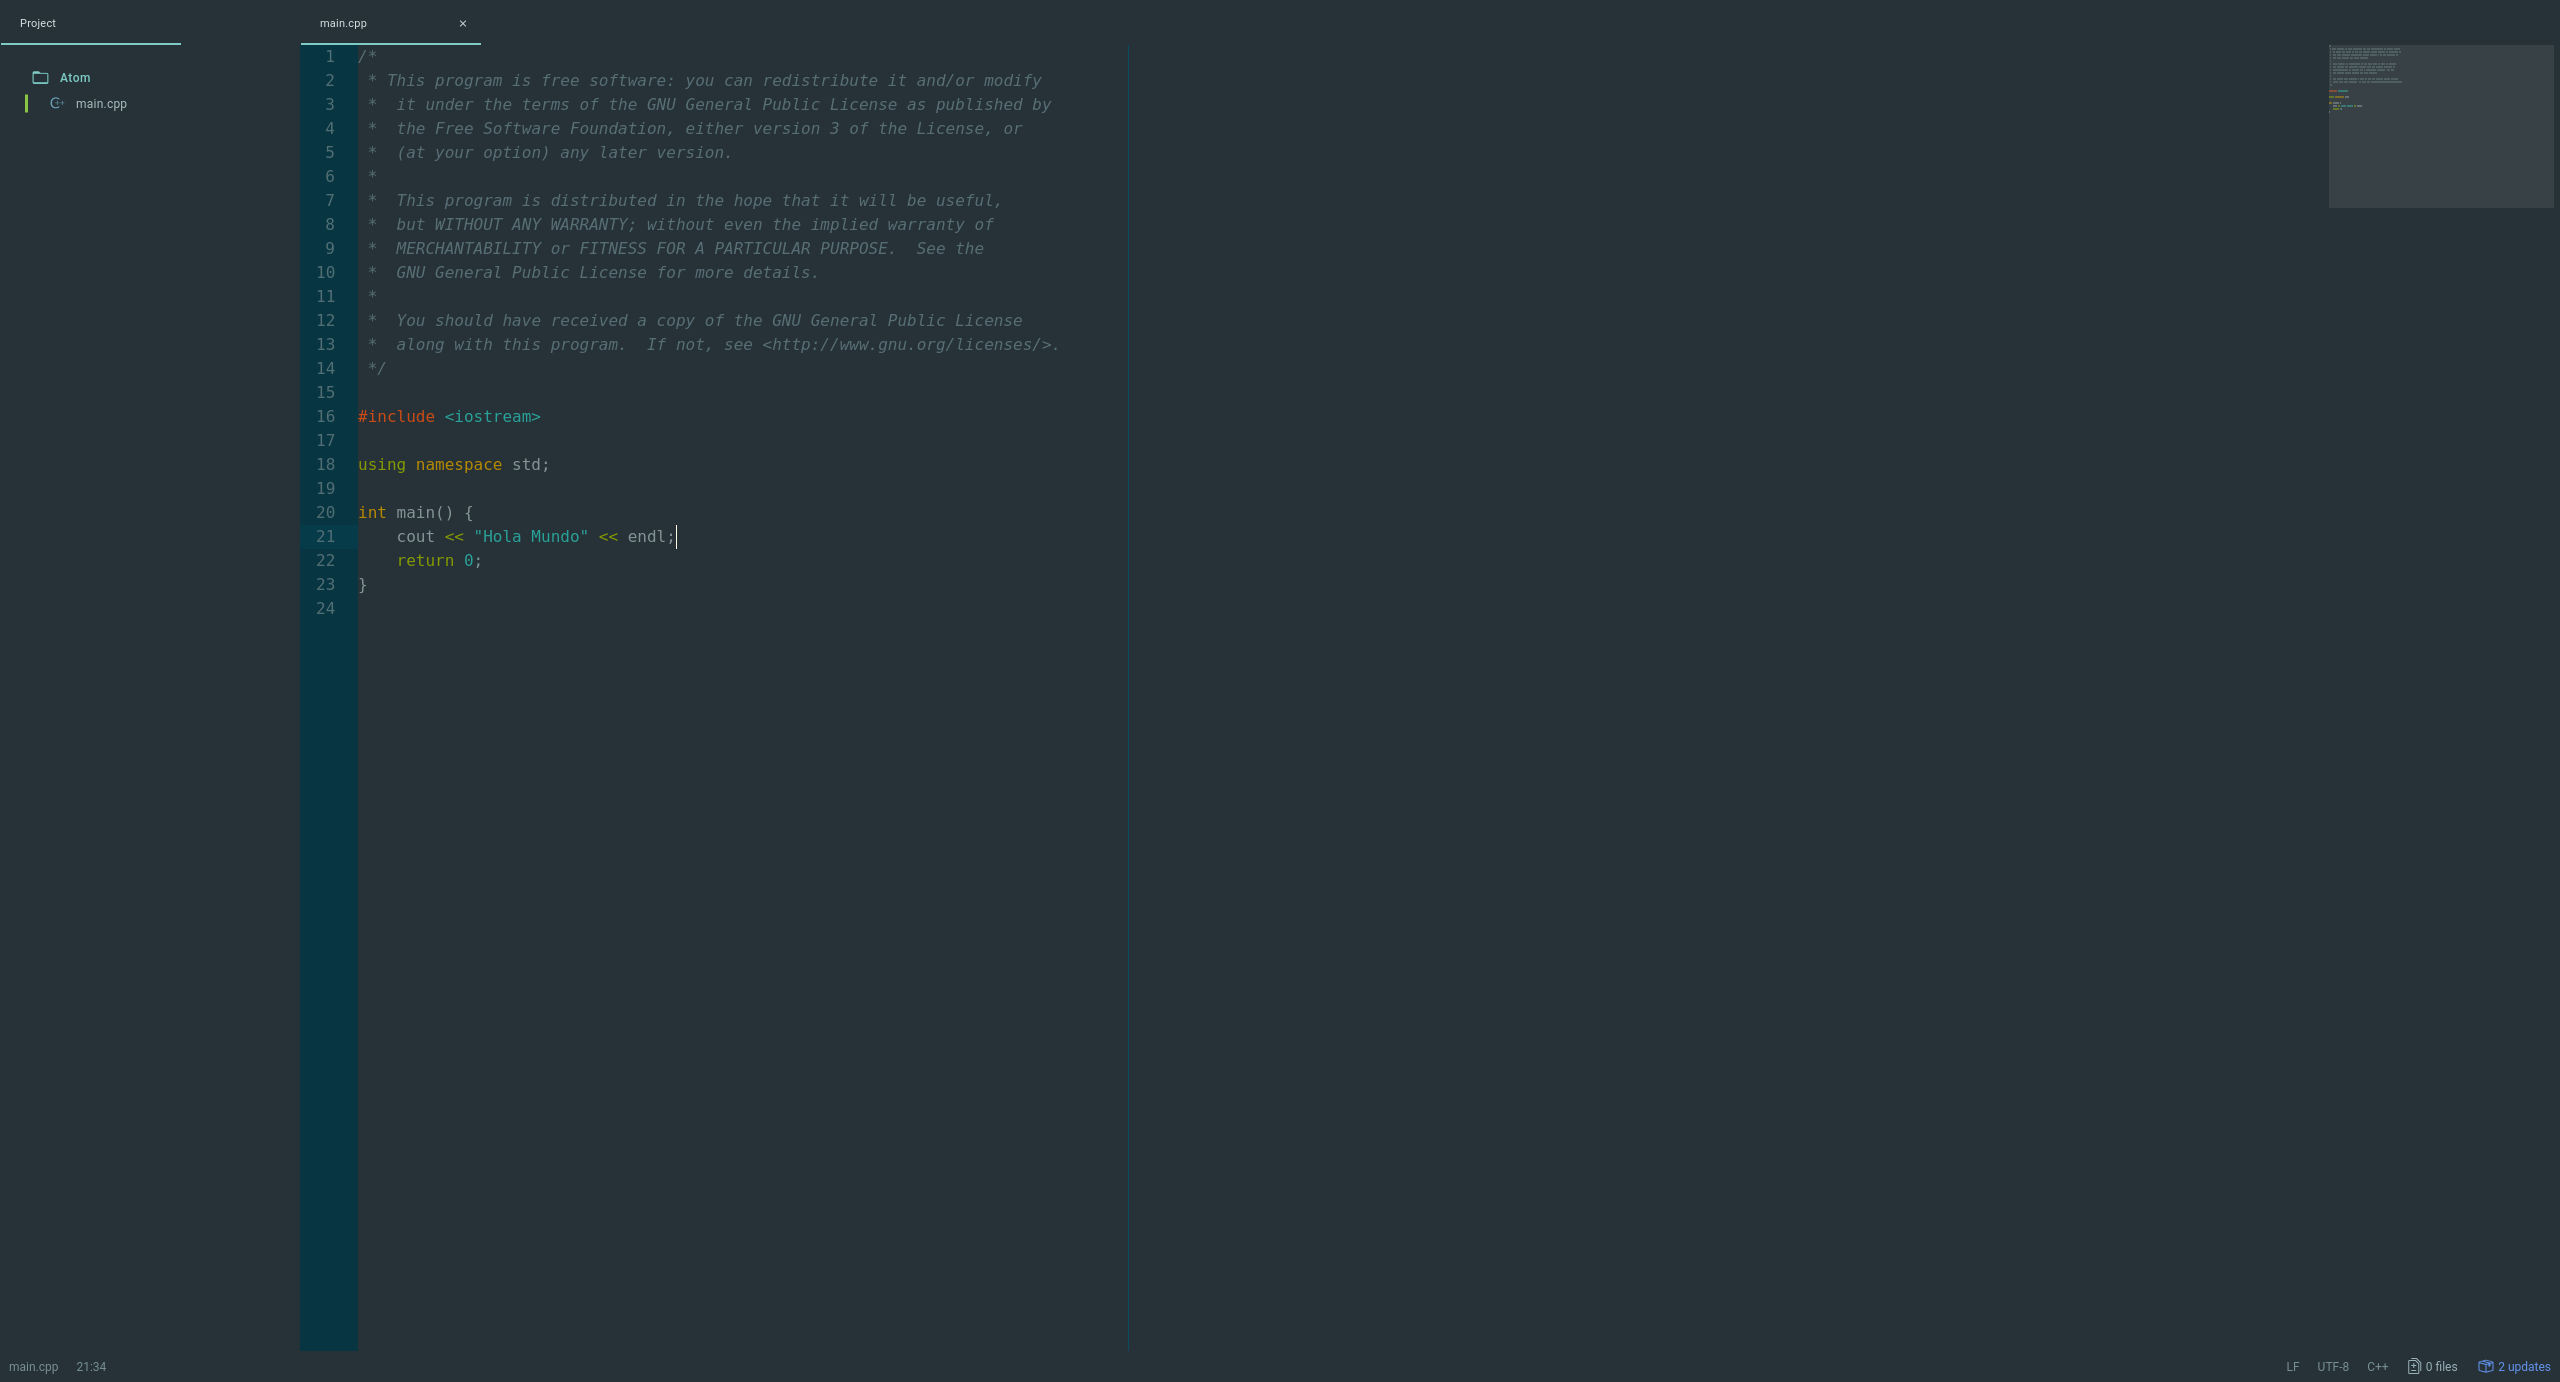 Project
main.cpp ×
Atom
main.cpp
1 /*
2  * This program is free software: you can redistribute it and/or modify
3  *  it under the terms of the GNU General Public License as published by
4  *  the Free Software Foundation, either version 3 of the License, or
5  *  (at your option) any later version.
6  *
7  *  This program is distributed in the hope that it will be useful,
8  *  but WITHOUT ANY WARRANTY; without even the implied warranty of
9  *  MERCHANTABILITY or FITNESS FOR A PARTICULAR PURPOSE.  See the
10  *  GNU General Public License for more details.
11  *
12  *  You should have received a copy of the GNU General Public License
13  *  along with this program.  If not, see <http://www.gnu.org/licenses/>.
14  */
15
16 #include <iostream>
17
18 using namespace std;
19
20 int main() {
21     cout << "Hola Mundo" << endl;
22     return 0;
23 }
24
main.cpp 21:34
LF UTF-8 C++ 0 files 2 updates